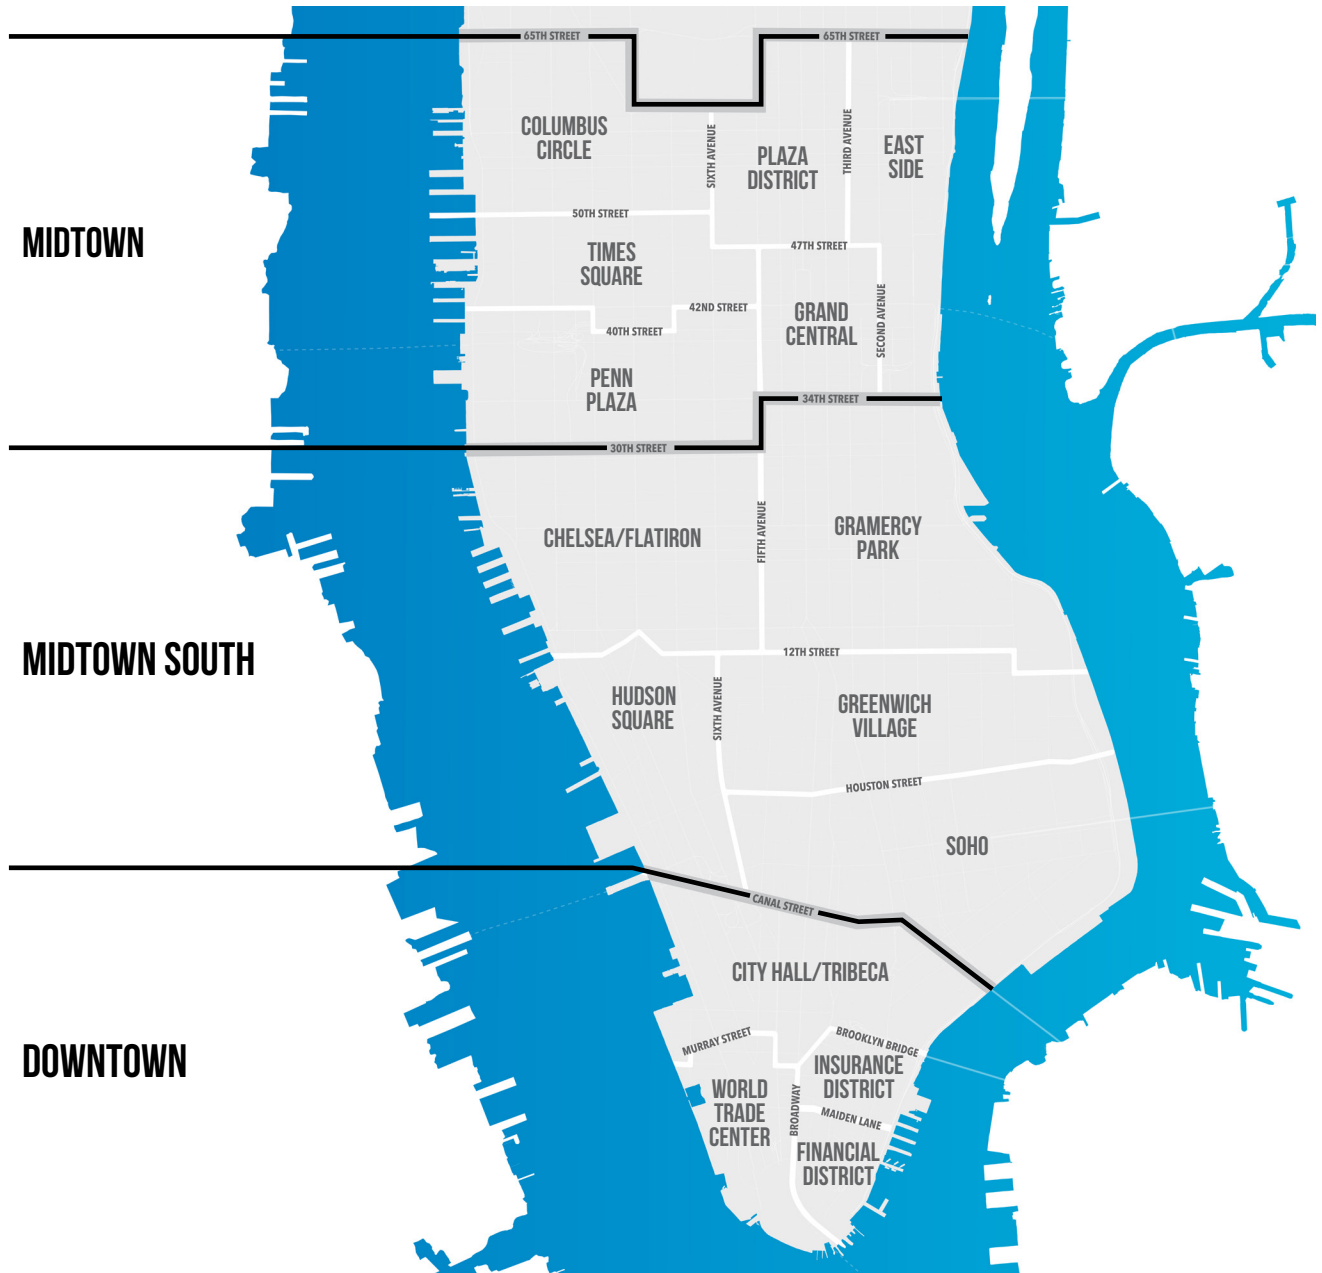 65TH STREET
65TH STREET
COLUMBUS
CIRCLE
SIXTH AVENUE
PLAZA
DISTRICT
THIRD AVENUE
EAST
SIDE
50TH STREET
MIDTOWN
TIMES
SQUARE
47TH STREET
42ND STREET
40TH STREET
GRAND
CENTRAL
SECOND AVENUE
PENN
PLAZA
34TH STREET
30TH STREET
CHELSEA/FLATIRON
FIFTH AVENUE
GRAMERCY
PARK
12TH STREET
MIDTOWN SOUTH
HUDSON
SQUARE
SIXTH AVENUE
GREENWICH
VILLAGE
HOUSTON STREET
SOHO
CANAL STREET
CITY HALL/TRIBECA
DOWNTOWN
MURRAY STREET
BROOKLYN BRIDGE
INSURANCE
DISTRICT
WORLD
TRADE
CENTER
BROADWAY
MAIDEN LANE
FINANCIAL
DISTRICT